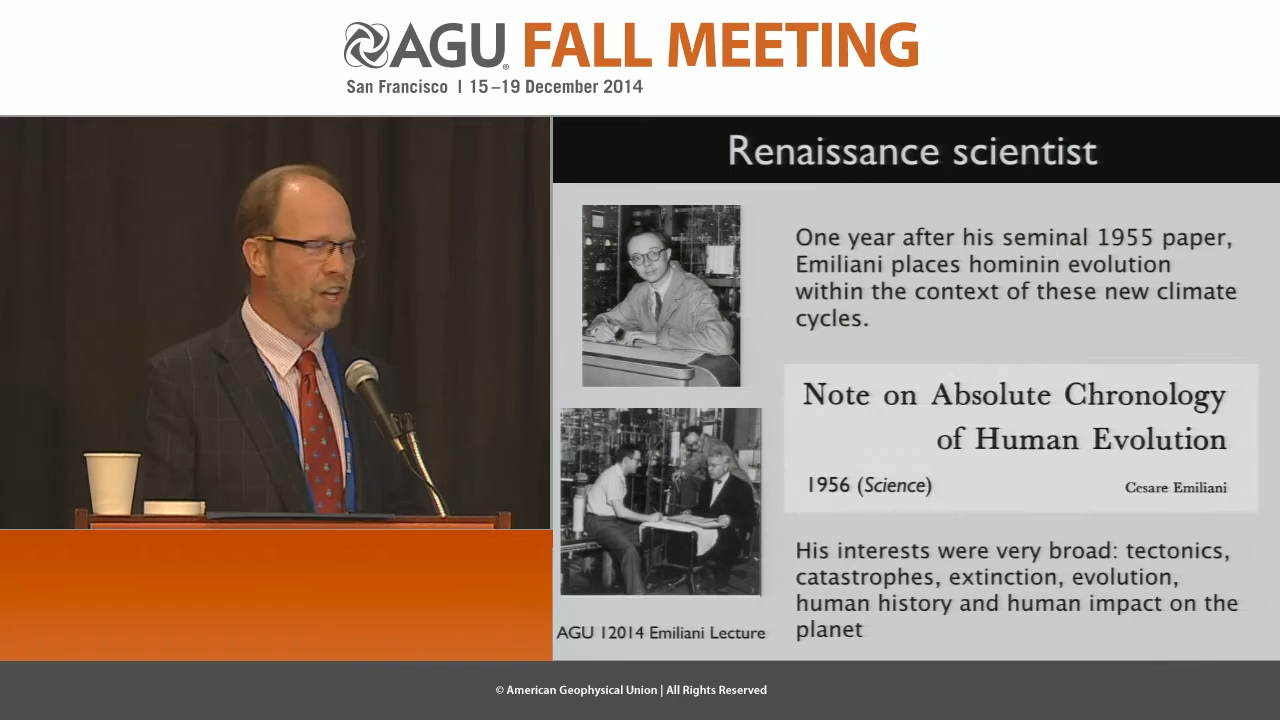 AGU® FALL MEETING
San Francisco | 15–19 December 2014
Renaissance scientist
One year after his seminal 1955 paper,
Emiliani places hominin evolution
within the context of these new climate
cycles.
Note on Absolute Chronology
of Human Evolution
1956 (Science)
Cesare Emiliani
His interests were very broad: tectonics,
catastrophes, extinction, evolution,
human history and human impact on the
planet
AGU 12014 Emiliani Lecture
© American Geophysical Union | All Rights Reserved